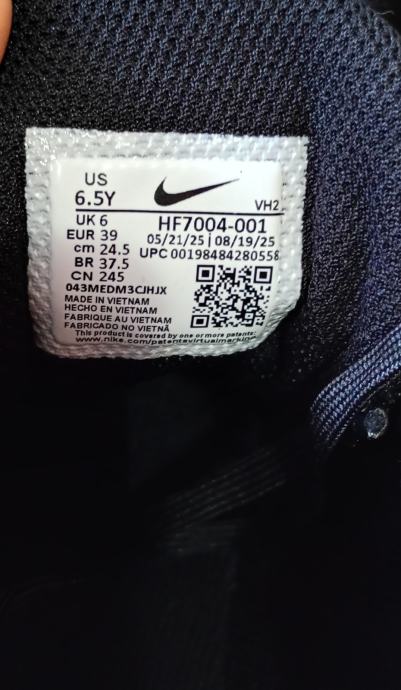 US
6.5Y
VH2
UK 6
HF7004-001
EUR 39
05/21/25 | 08/19/25
cm 24.5
UPC 00198484280558
BR 37.5
CN 245
043MEDM3CJHJX
MADE IN VIETNAM
HECHO EN VIETNAM
FABRIQUE AU VIETNAM
FABRICADO NO VIETNÃ
This product is covered by one or more patents.
www.nike.com/patentsvirtualmarking